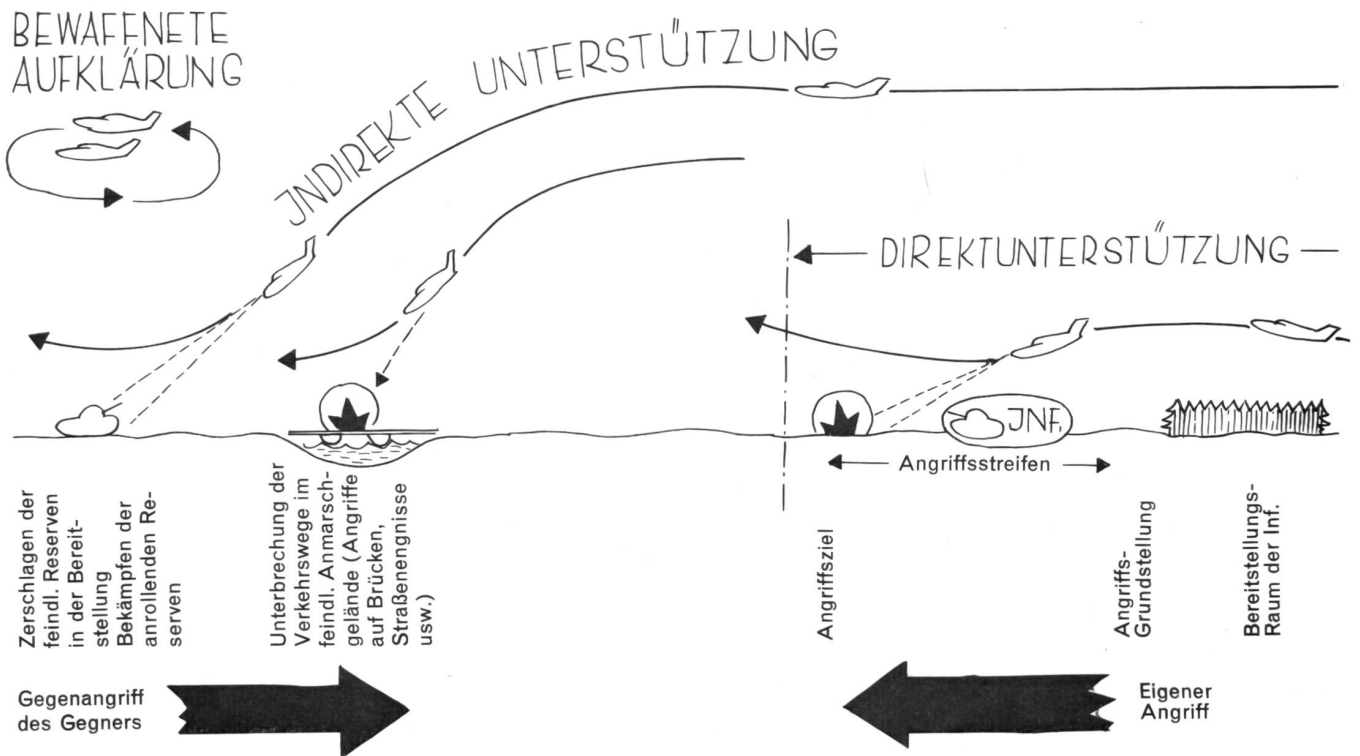 BEWAFFNETE
AUFKLÄRUNG
JNDIREKTE UNTERSTÜTZUNG
DIREKTUNTERSTÜTZUNG
JNF.
Angriffsstreifen
Zerschlagen der
feindl. Reserven
in der Bereit-
stellung
Bekämpfen der
anrollenden Re-
serven
Unterbrechung der
Verkehrswege im
feindl. Anmarsch-
gelände (Angriffe
auf Brücken,
Straßenengnisse
usw.)
Angriffsziel
Angriffs-
Grundstellung
Bereitstellungs-
Raum der Inf.
Gegenangriff
des Gegners
Eigener
Angriff